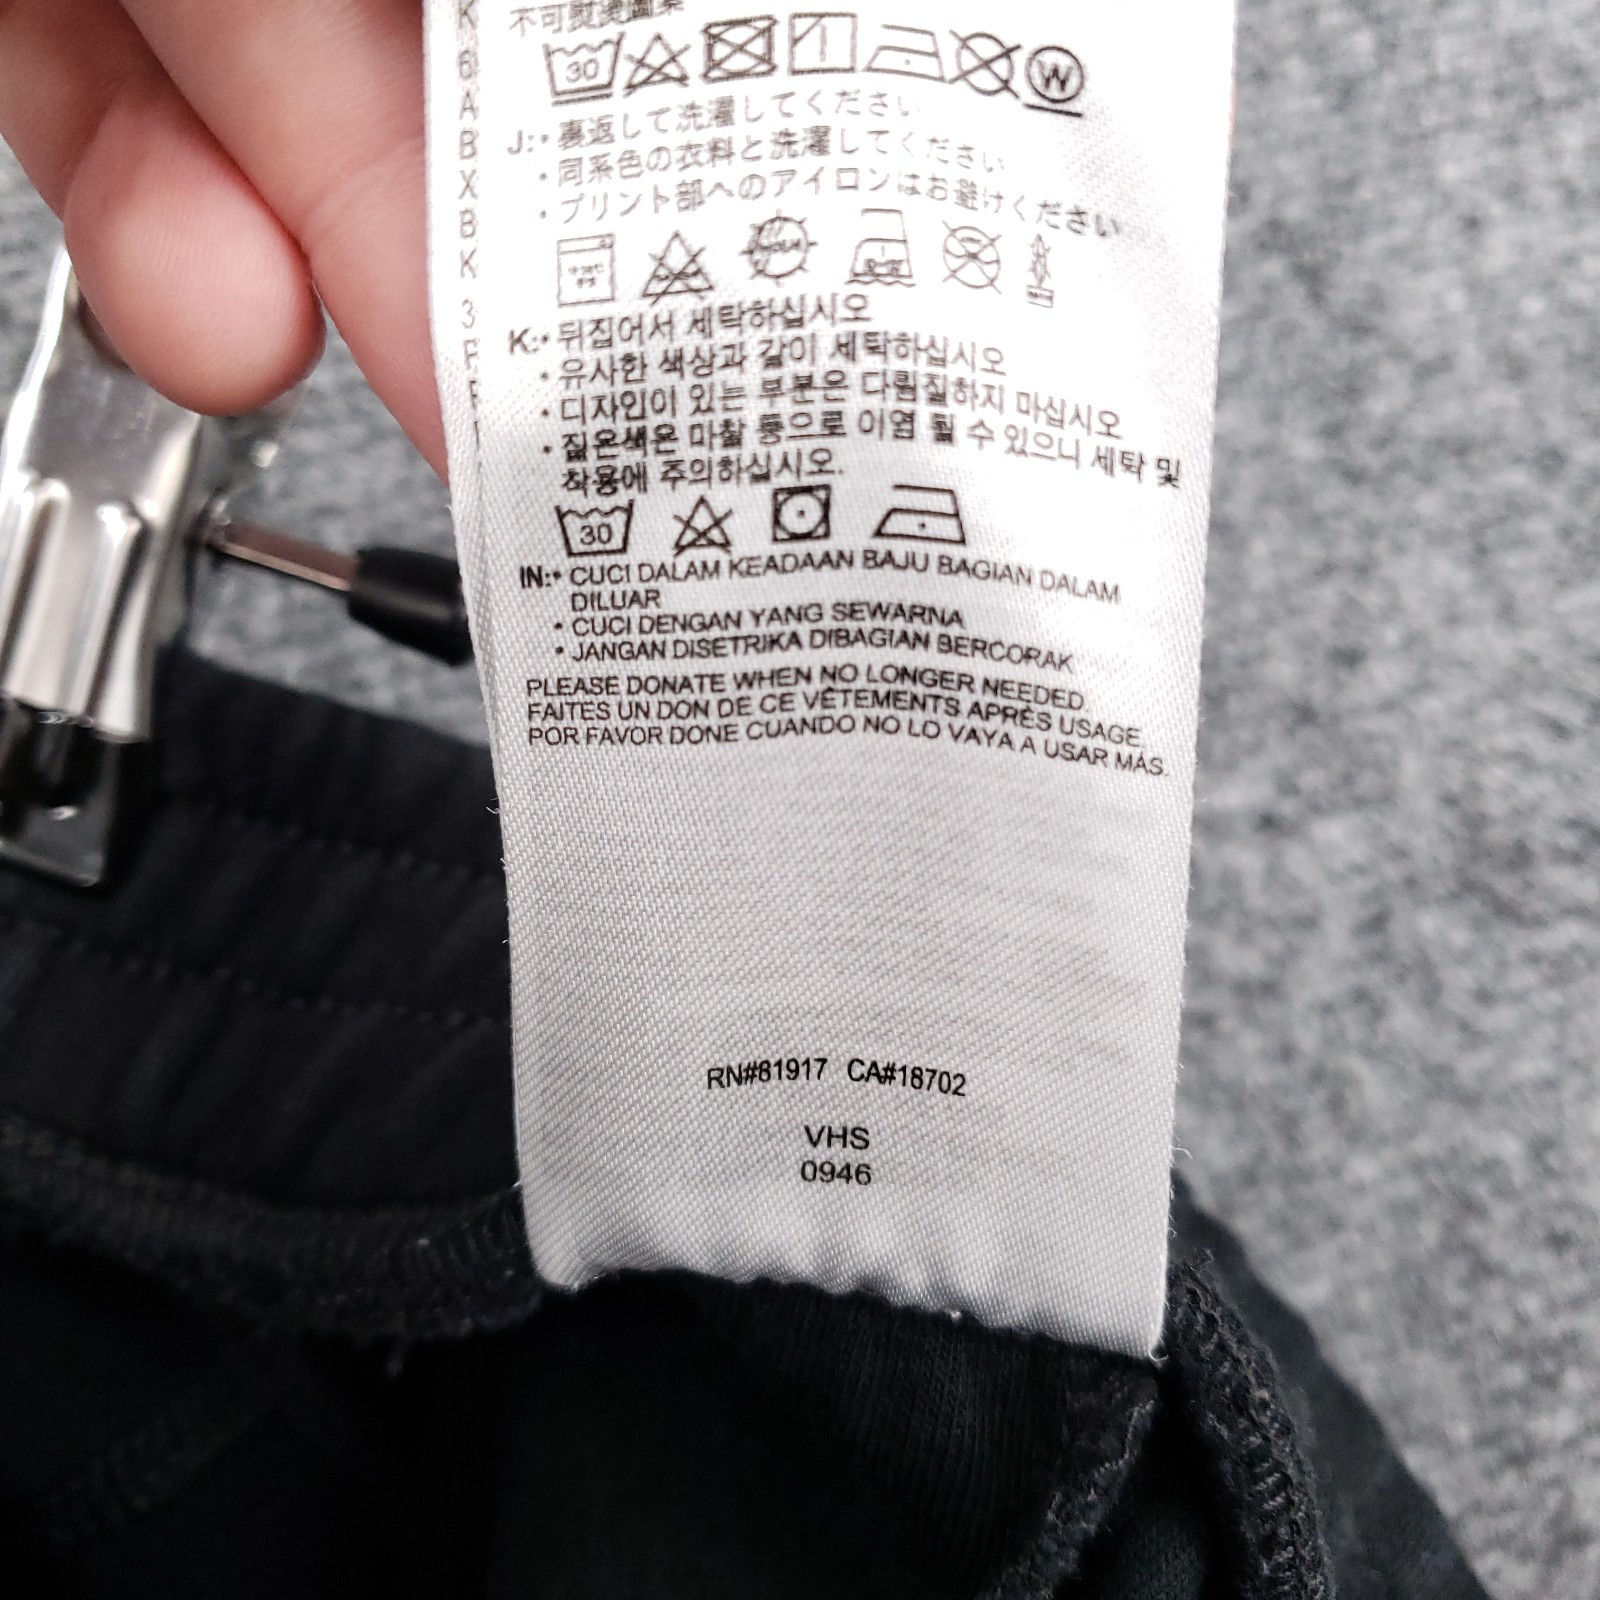 不可熨燙圖案
30
W
J:• 裏返して洗濯してください
• 同系色の衣料と洗濯してください
• プリント部へのアイロンはお避けください
K:• 뒤집어서 세탁하십시오
• 유사한 색상과 같이 세탁하십시오
• 디자인이 있는 부분은 다림질하지 마십시오
• 짙은색은 마찰 등으로 이염 될 수 있으니 세탁 및
착용에 주의하십시오.
30
IN:• CUCI DALAM KEADAAN BAJU BAGIAN DALAM
DILUAR
• CUCI DENGAN YANG SEWARNA
• JANGAN DISETRIKA DIBAGIAN BERCORAK
PLEASE DONATE WHEN NO LONGER NEEDED.
FAITES UN DON DE CE VÊTEMENTS APRÈS USAGE.
POR FAVOR DONE CUANDO NO LO VAYA A USAR MÁS.
RN#81917 CA#18702
VHS
0946